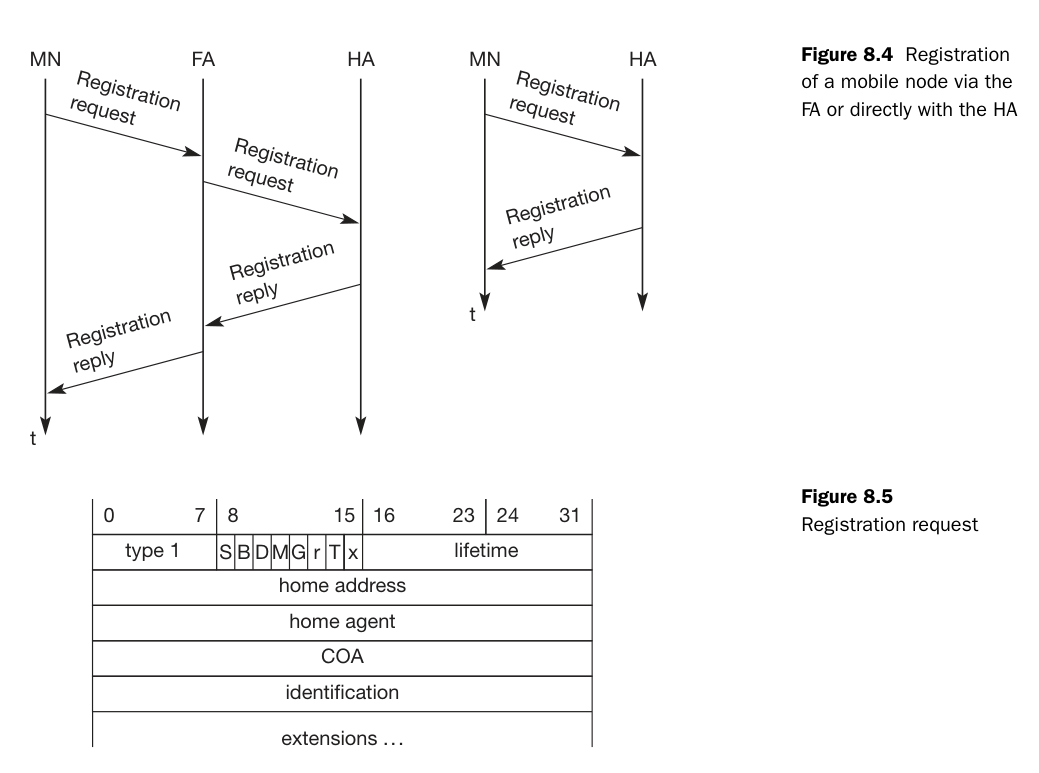 MN
FA
HA
Registration
request
Registration
request
Registration
reply
Registration
reply
t
MN
HA
Registration
request
Registration
reply
t
Figure 8.4 Registration
of a mobile node via the
FA or directly with the HA
0 7 8 15 16 23 24 31
type 1 S B D M G r T x lifetime
home address
home agent
COA
identification
extensions ...
Figure 8.5
Registration request